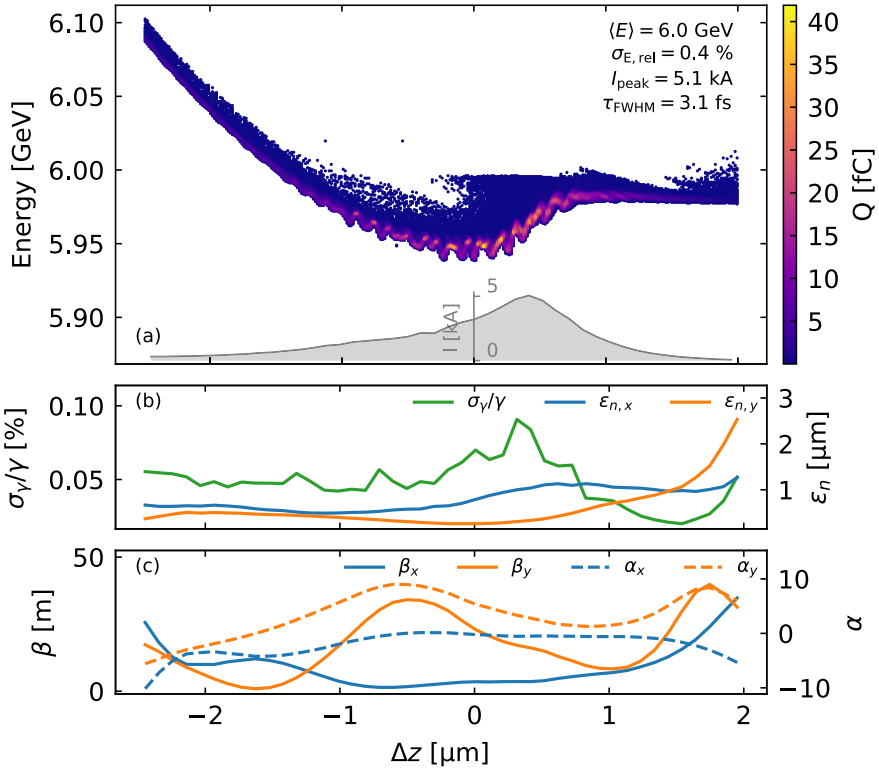 6.10
6.05
6.00
5.95
5.90
Energy [GeV]
⟨E⟩ = 6.0 GeV
σE, rel = 0.4 %
Ipeak = 5.1 kA
τFWHM = 3.1 fs
5
0
I [kA]
(a)
40
35
30
25
20
15
10
5
Q [fC]
(b)
σγ/γ
εn, x
εn, y
0.10
0.05
σγ/γ [%]
3
2
1
εn [μm]
(c)
βx
βy
αx
αy
50
0
β [m]
10
0
−10
α
−2
−1
0
1
2
Δz [μm]